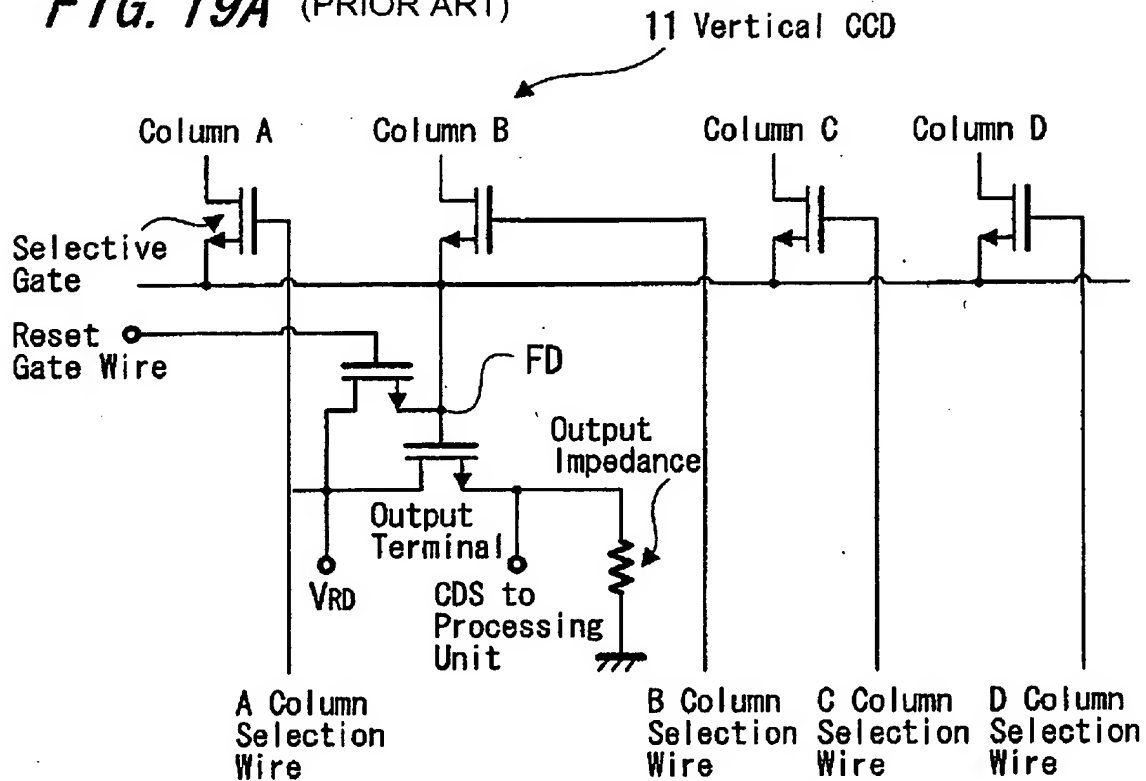 FIG. 19A (PRIOR ART)
11 Vertical CCD
Column A
Column B
Column C
Column D
Selective
Gate
Reset
Gate Wire
FD
Output
Impedance
Output
Terminal
VRD
CDS to
Processing
Unit
A Column
Selection
Wire
B Column
Selection
Wire
C Column
Selection
Wire
D Column
Selection
Wire